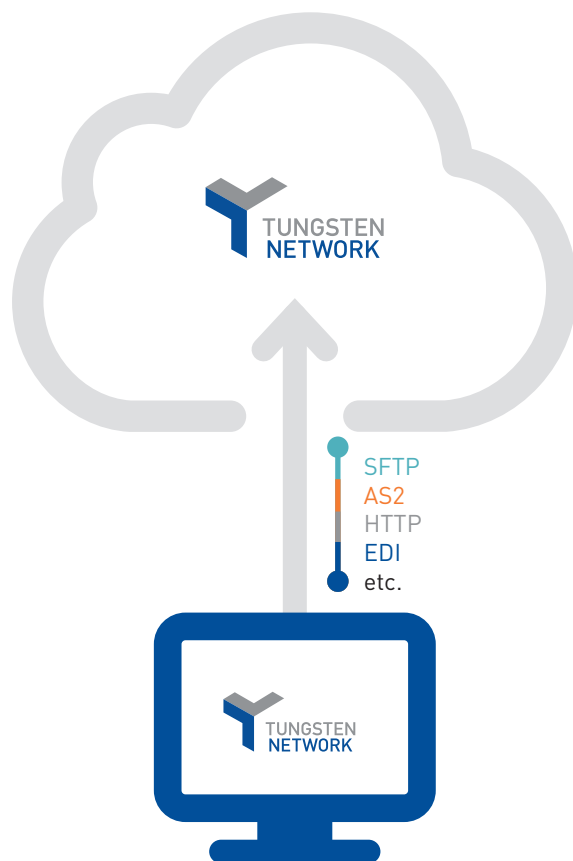 TUNGSTEN
NETWORK
SFTP
AS2
HTTP
EDI
etc.
TUNGSTEN
NETWORK